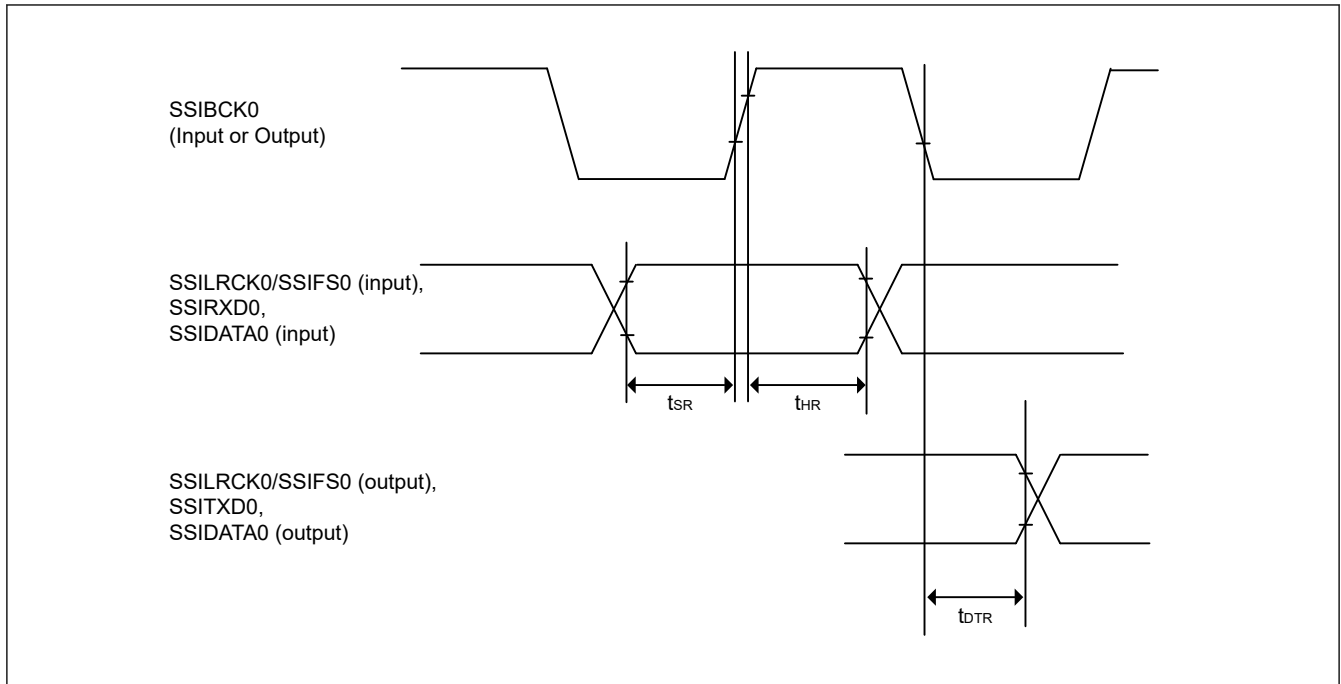 SSIBCK0
(Input or Output)
SSILRCK0/SSIFS0 (input),
SSIRXD0,
SSIDATA0 (input)
tSR
tHR
SSILRCK0/SSIFS0 (output),
SSITXD0,
SSIDATA0 (output)
tDTR